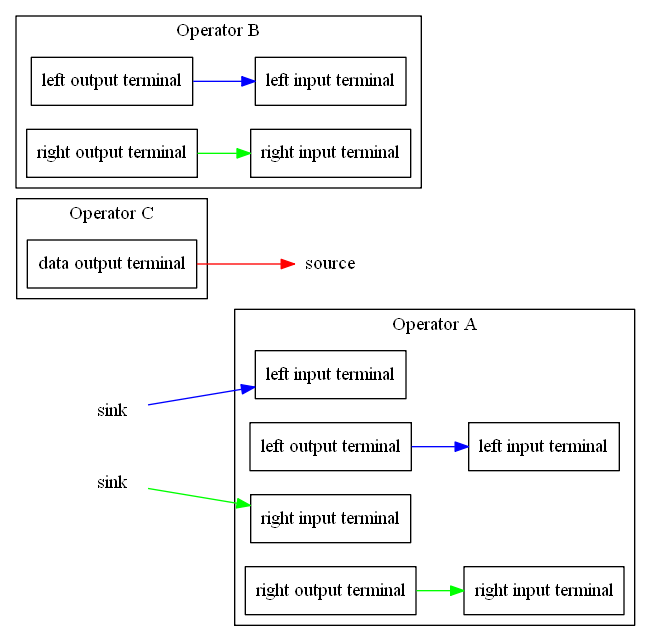 Operator B
left output terminal
left input terminal
right output terminal
right input terminal
Operator C
data output terminal
source
Operator A
left input terminal
sink
left output terminal
left input terminal
sink
right input terminal
right output terminal
right input terminal